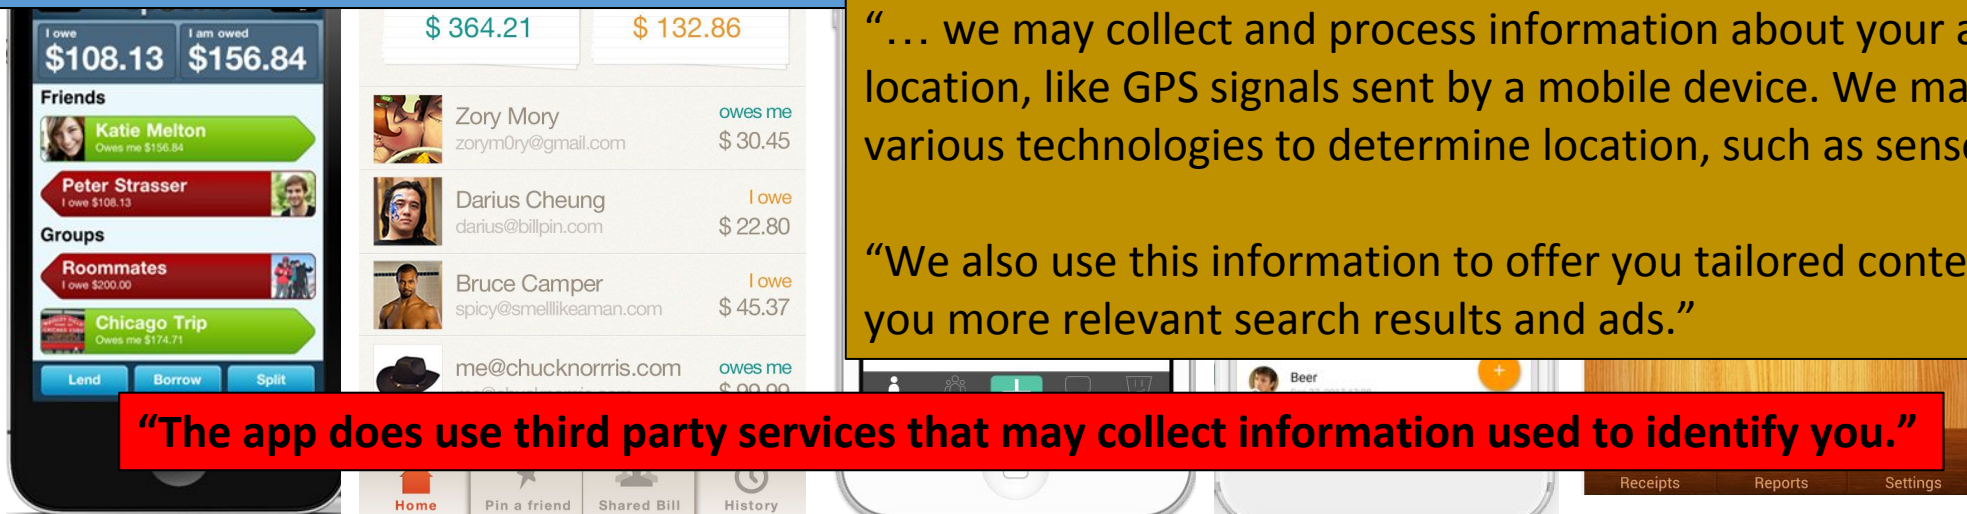 I owe
$108.13
I am owed
$156.84
Friends
Katie Melton
Owes me $156.84
Peter Strasser
I owe $108.13
Groups
Roommates
I owe $200.00
Chicago Trip
Owes me $174.71
Lend Borrow Split
$ 364.21 $ 132.86
Zory Mory owes me
zorym0ry@gmail.com $ 30.45
Darius Cheung I owe
darius@billpin.com $ 22.80
Bruce Camper I owe
spicy@smelllikeaman.com $ 45.37
me@chucknorrris.com owes me
$ 99.99
Home Pin a friend Shared Bill History
“… we may collect and process information about your
location, like GPS signals sent by a mobile device. We
various technologies to determine location, such as
“We also use this information to offer you tailored
you more relevant search results and ads.”
Beer
“The app does use third party services that may collect information used to identify you.”
Receipts Reports Settings